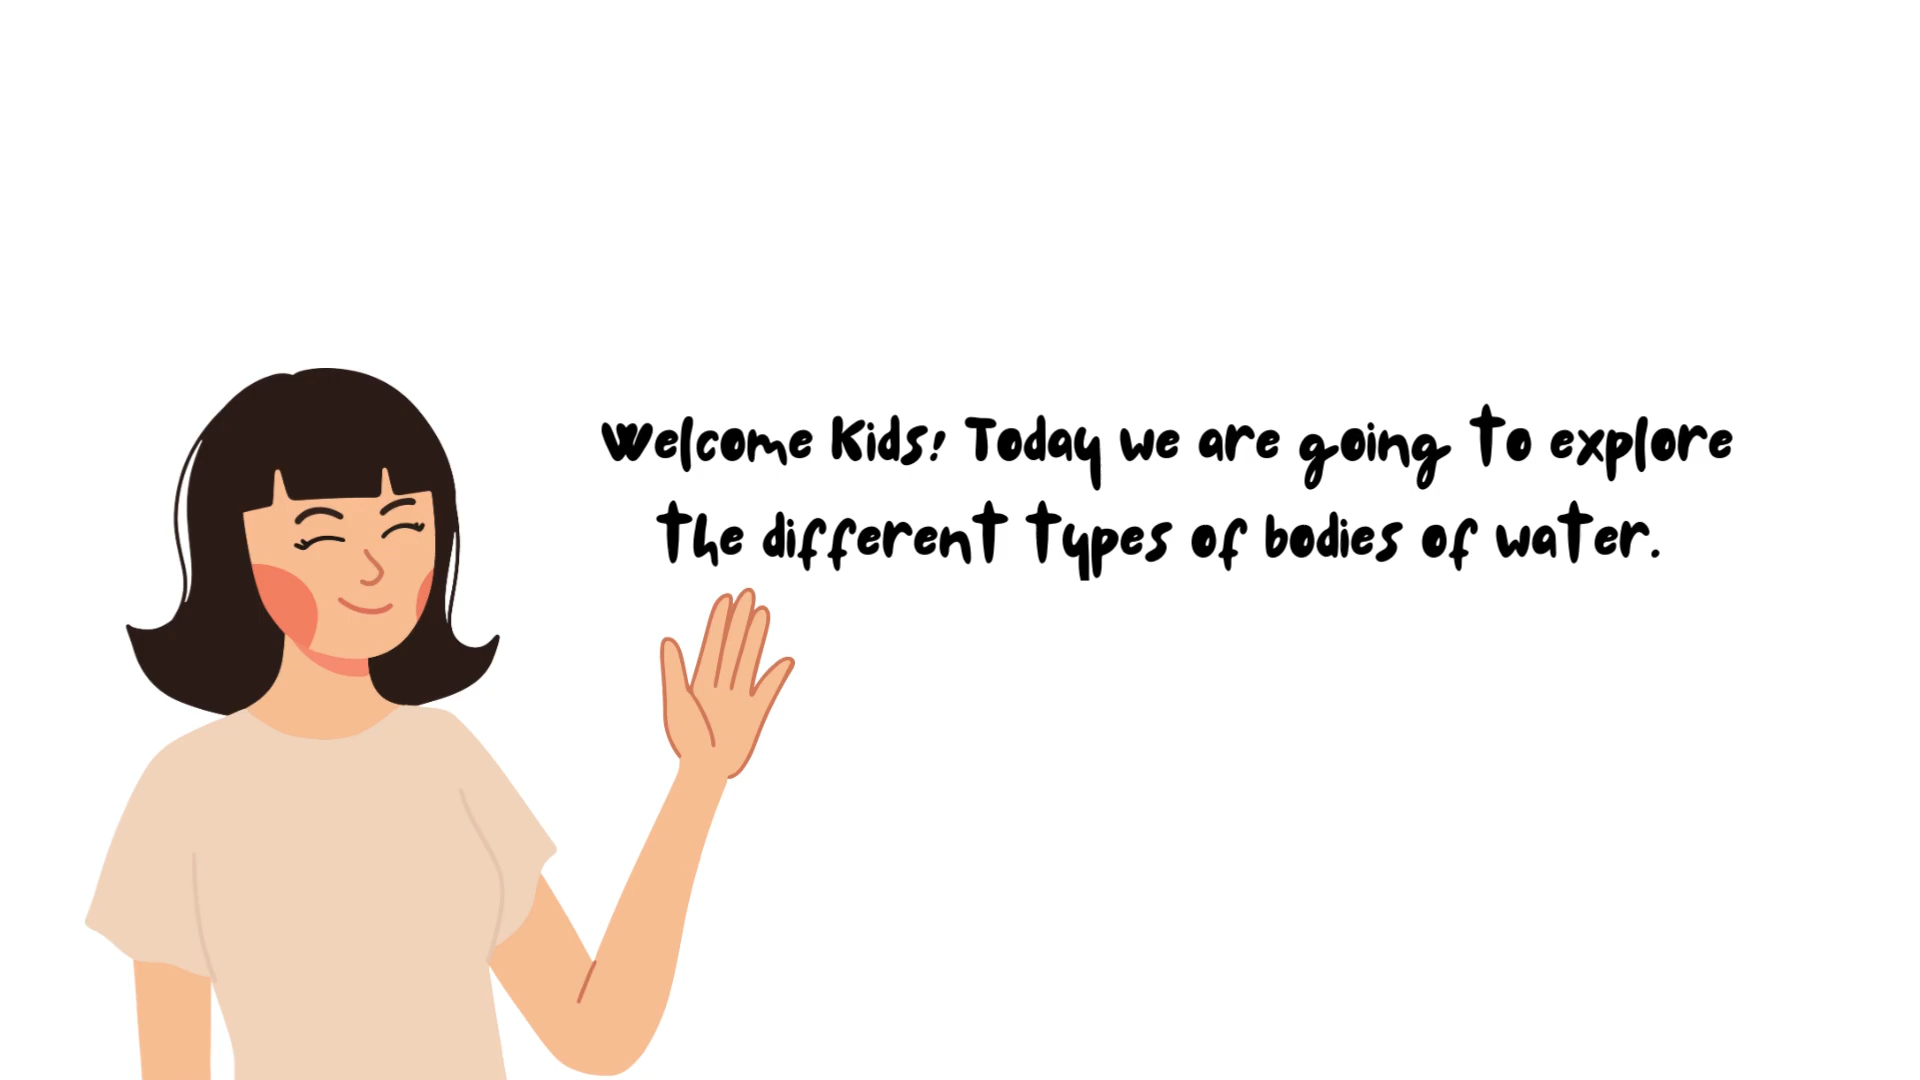 Welcome Kids! Today we are going to explore
the different types of bodies of water.